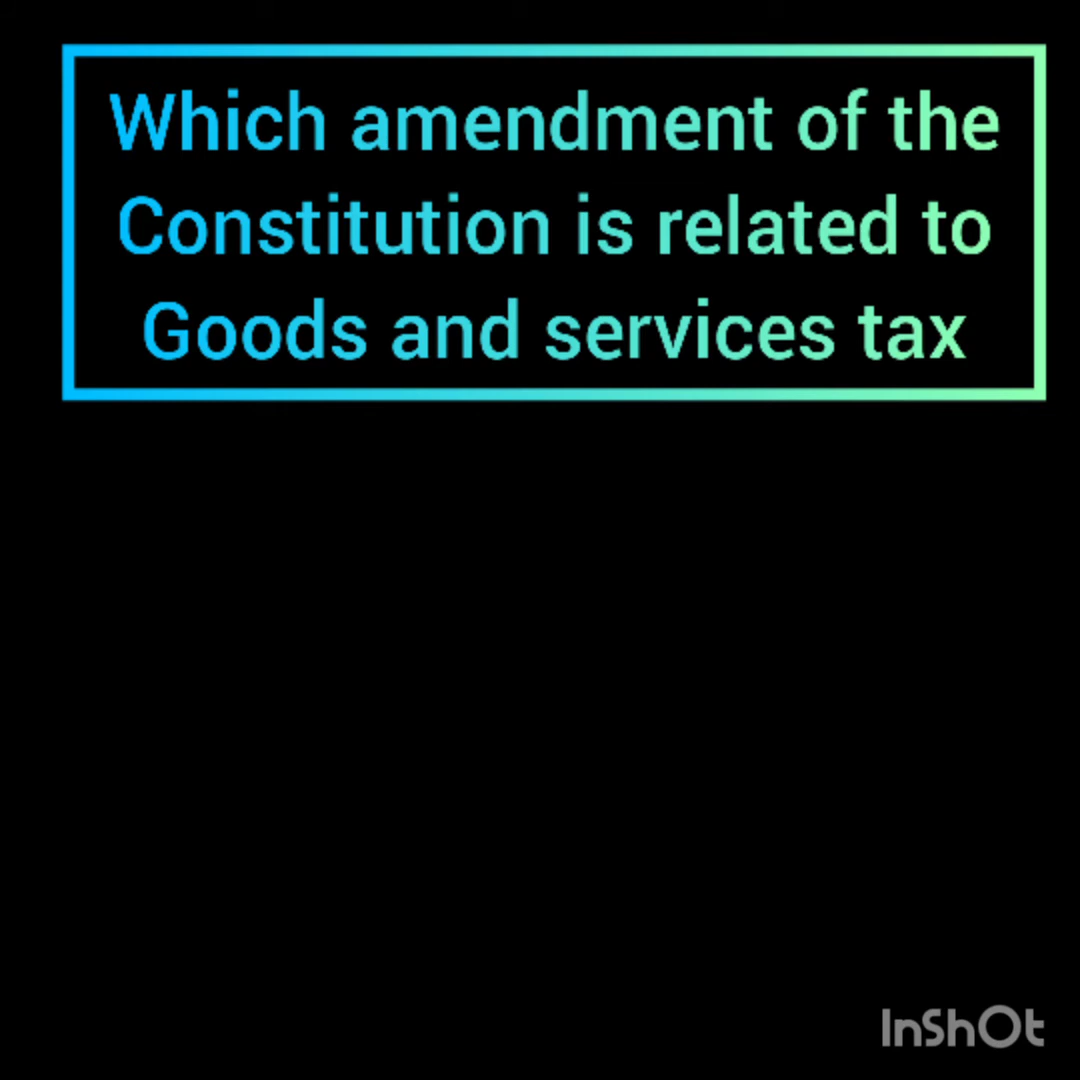 Which amendment of the
Constitution is related to
Goods and services tax
InShOt